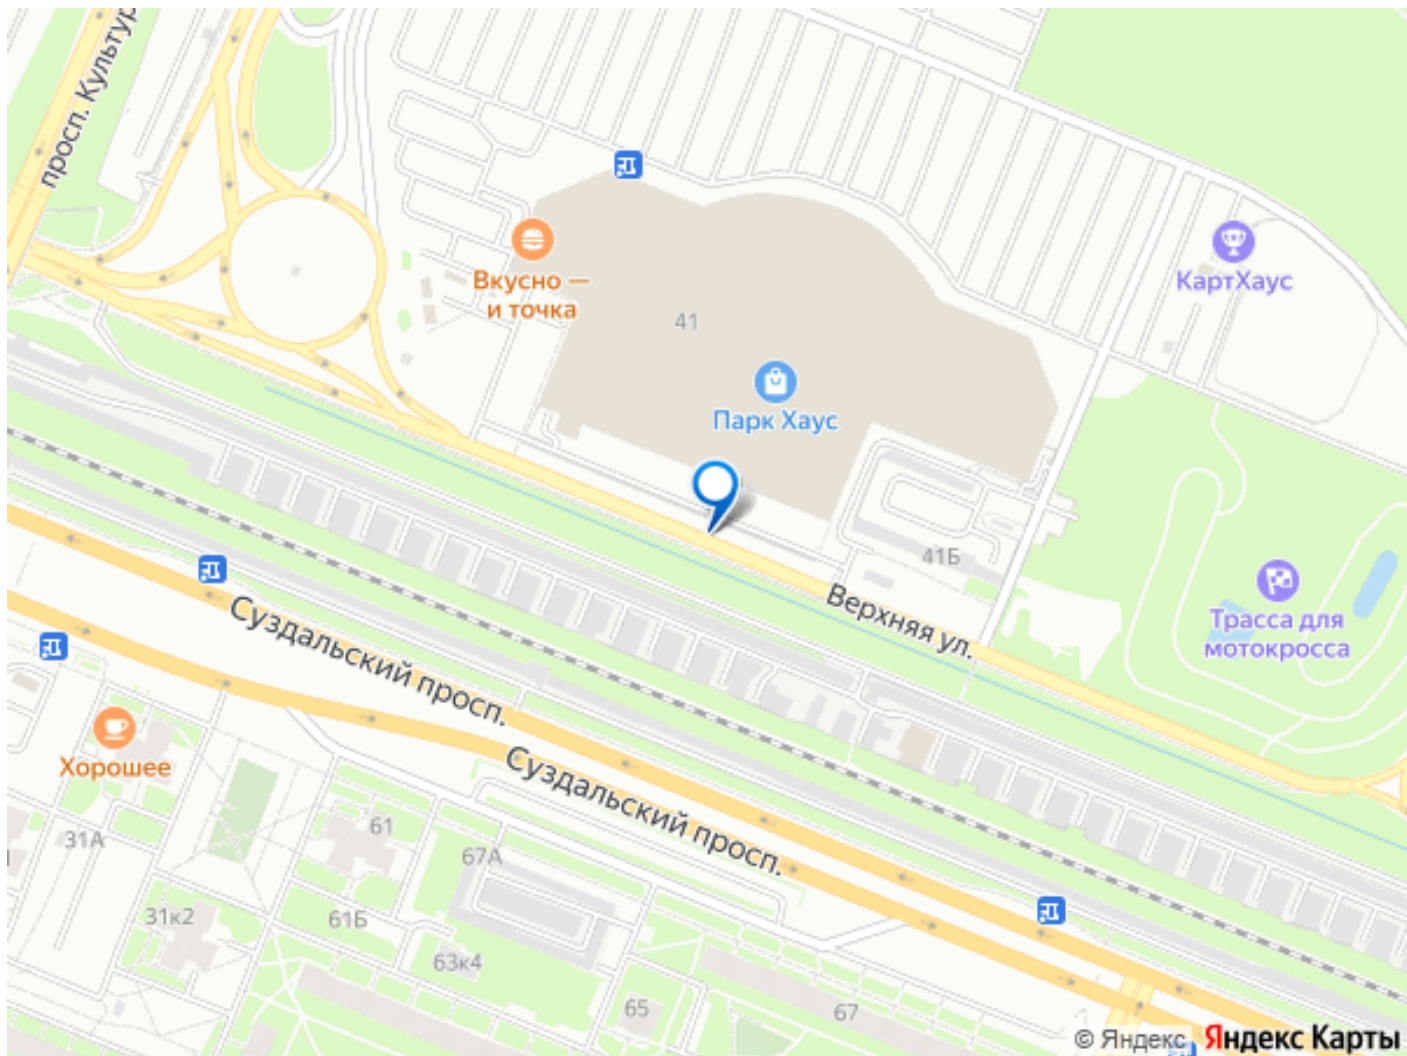 просп. Культуры
Вкусно —
и точка
41
КартХаус
Парк Хаус
41Б
Верхняя ул.
Трасса для
мотокросса
Суздальский просп.
Суздальский просп.
Хорошее
31А
61
67А
31к2
61Б
63к4
65
67
© Яндекс Яндекс Карты